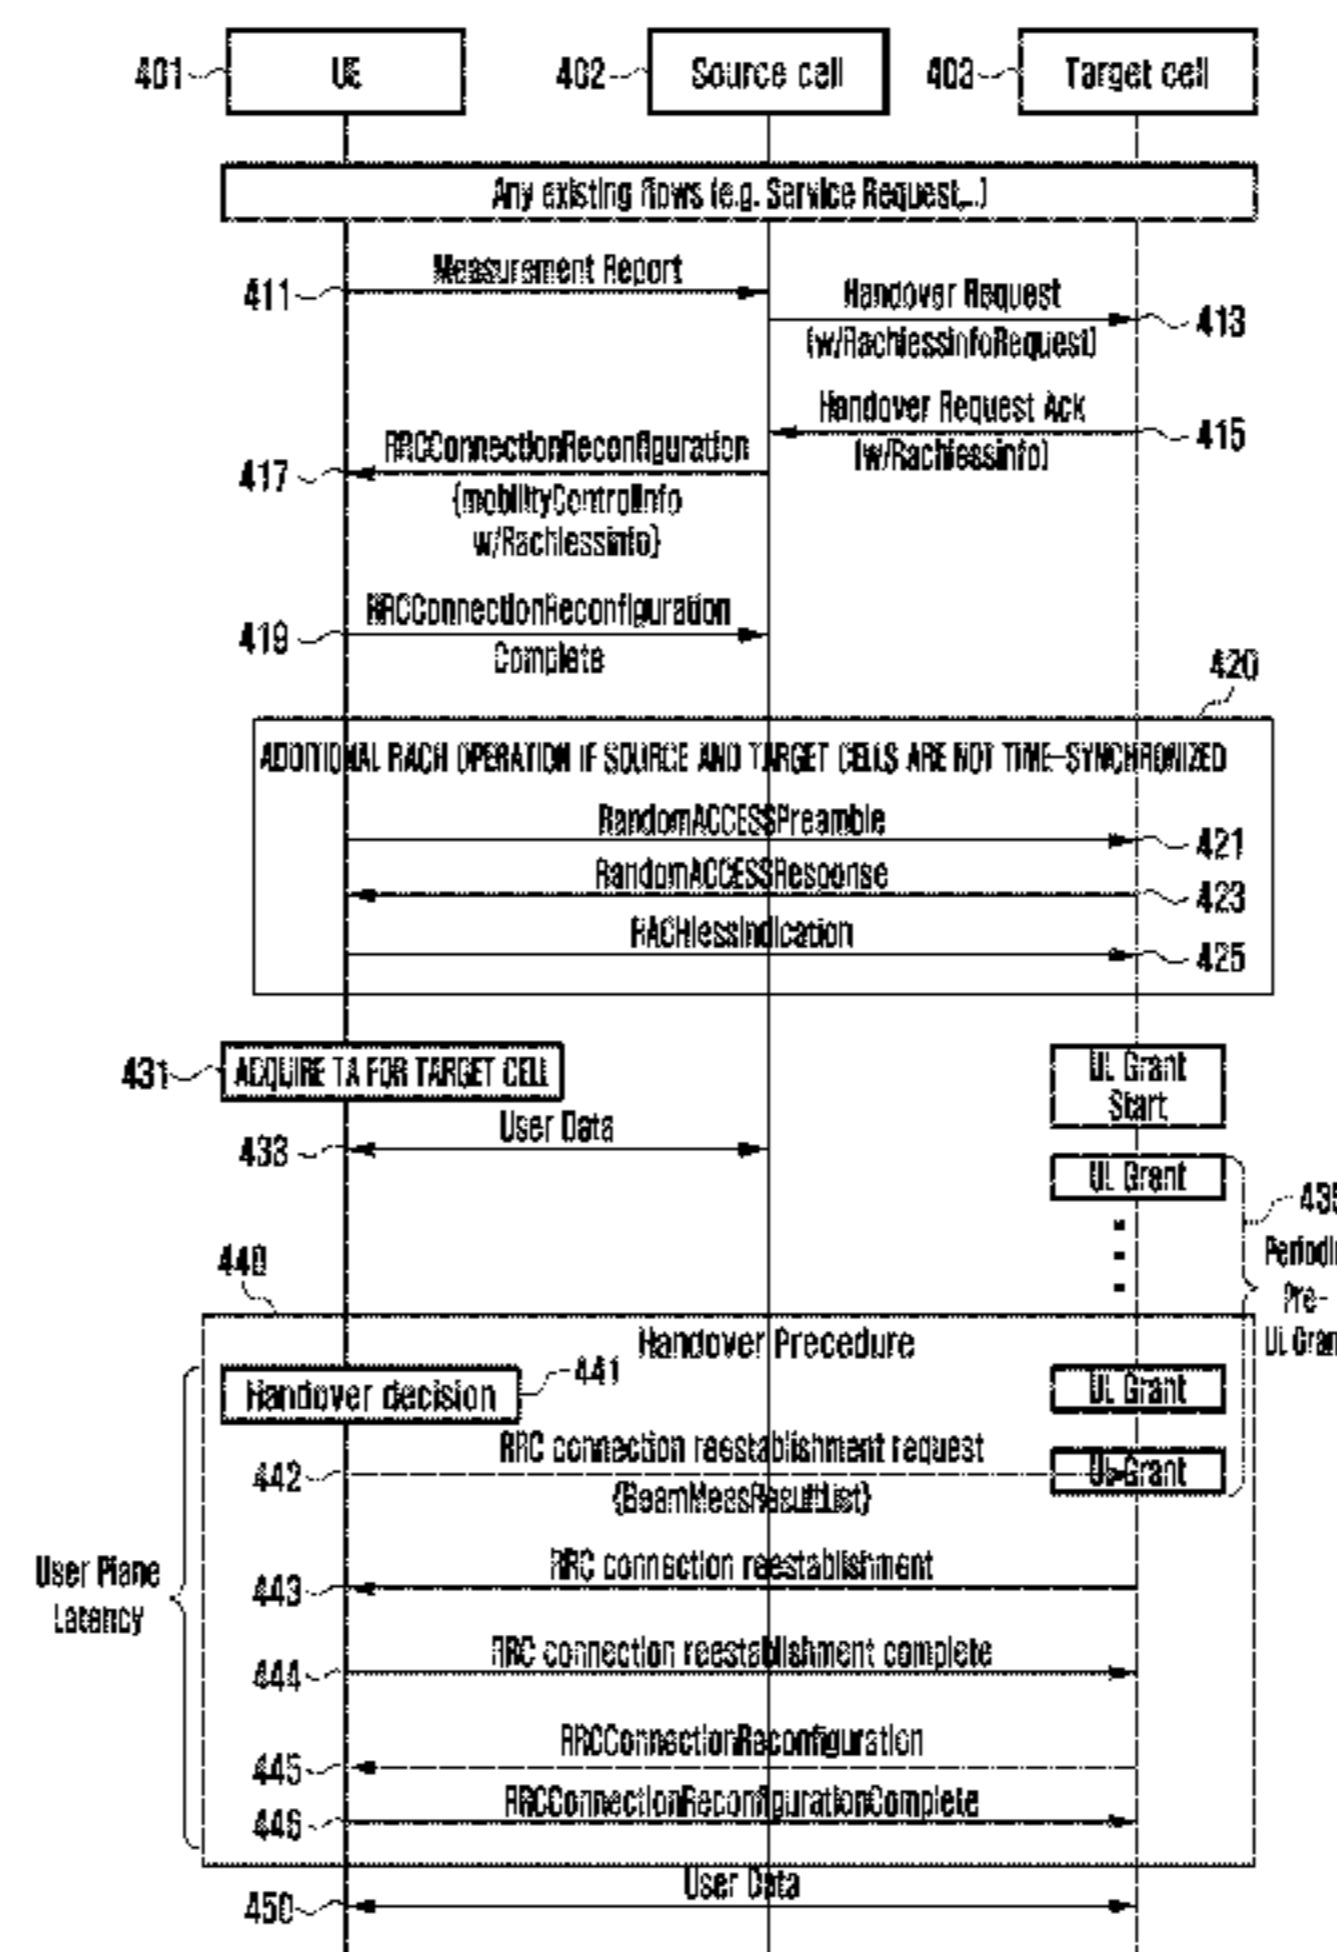 401
UE
402
Source cell
403
Target cell
Any existing flows (e.g. Service Request,..)
411
Measurement Report
Handover Request
413
(w/RachlessInfoRequest)
Handover Request Ack
415
(w/Rachlessinfo)
RRCConnectionReconfiguration
417
{mobilityControlInfo
w/Rachlessinfo}
RRCConnectionReconfiguration
419
Complete
420
ADDITIONAL RACH OPERATION IF SOURCE AND TARGET CELLS ARE NOT TIME-SYNCHRONIZED
RandomACCESSPreamble
421
RandomACCESSResponse
423
RACHlessIndication
425
431
ACQUIRE TA FOR TARGET CELL
UL Grant
Start
User Data
433
UL Grant
Pre-
440
Handover Precedure
441
Handover decision
UL Grant
RRC connection reestablishment request
442
UL Grant
{BeamMeasResultList}
RRC connection reestablishment
443
User Plane
Latency
RRC connection reestablishment complete
444
RRCConnectionReconfiguration
445
RRCConnectionReconfigurationComplete
446
User Data
450